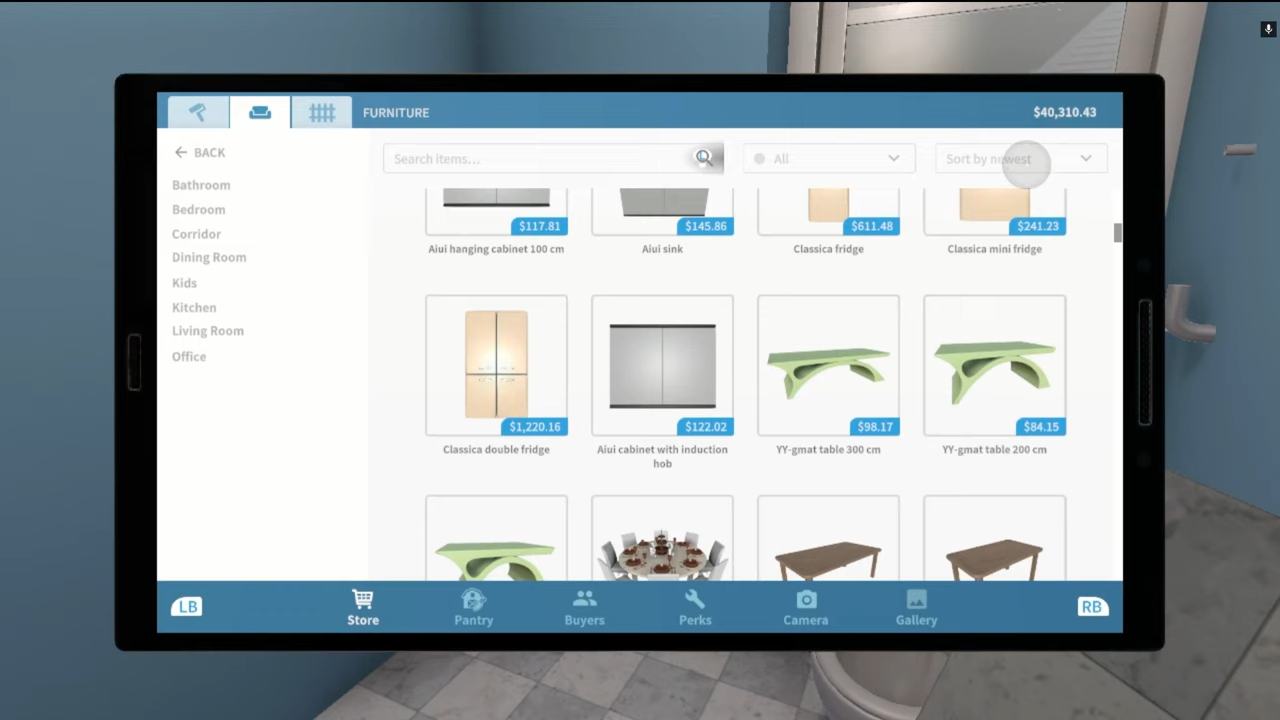 FURNITURE
$40,310.43
BACK
Search items...
All
Sort by newest
Bathroom
Bedroom
Corridor
Dining Room
Kids
Kitchen
Living Room
Office
$117.81
$145.86
$611.48
$241.23
Aiui hanging cabinet 100 cm
Aiui sink
Classica fridge
Classica mini fridge
$1,220.16
$122.02
$98.17
$84.15
Classica double fridge
Aiui cabinet with induction
hob
YY-gmat table 300 cm
YY-gmat table 200 cm
LB
Store
Pantry
Buyers
Perks
Camera
Gallery
RB